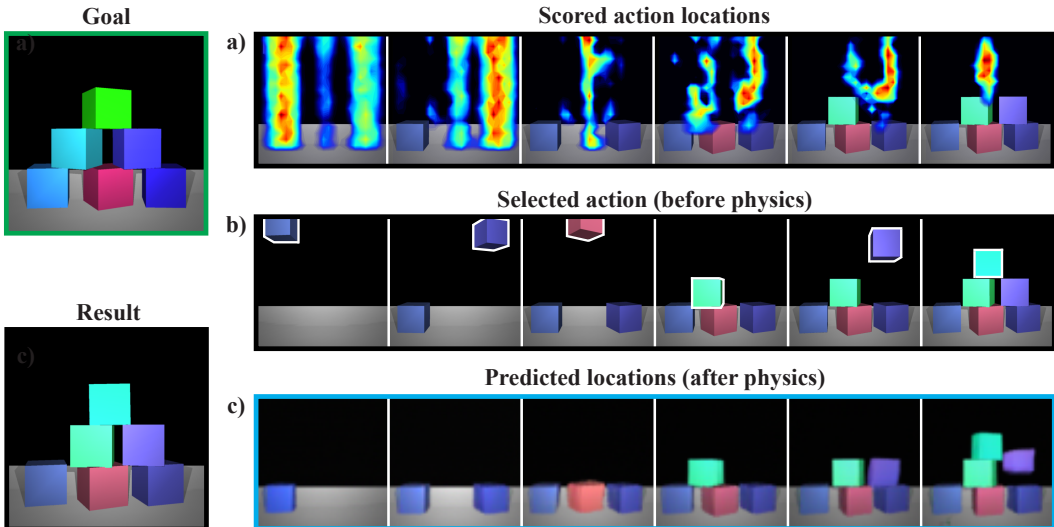 Goal
a)
Scored action locations
a)
Selected action (before physics)
b)
Result
c)
Predicted locations (after physics)
c)